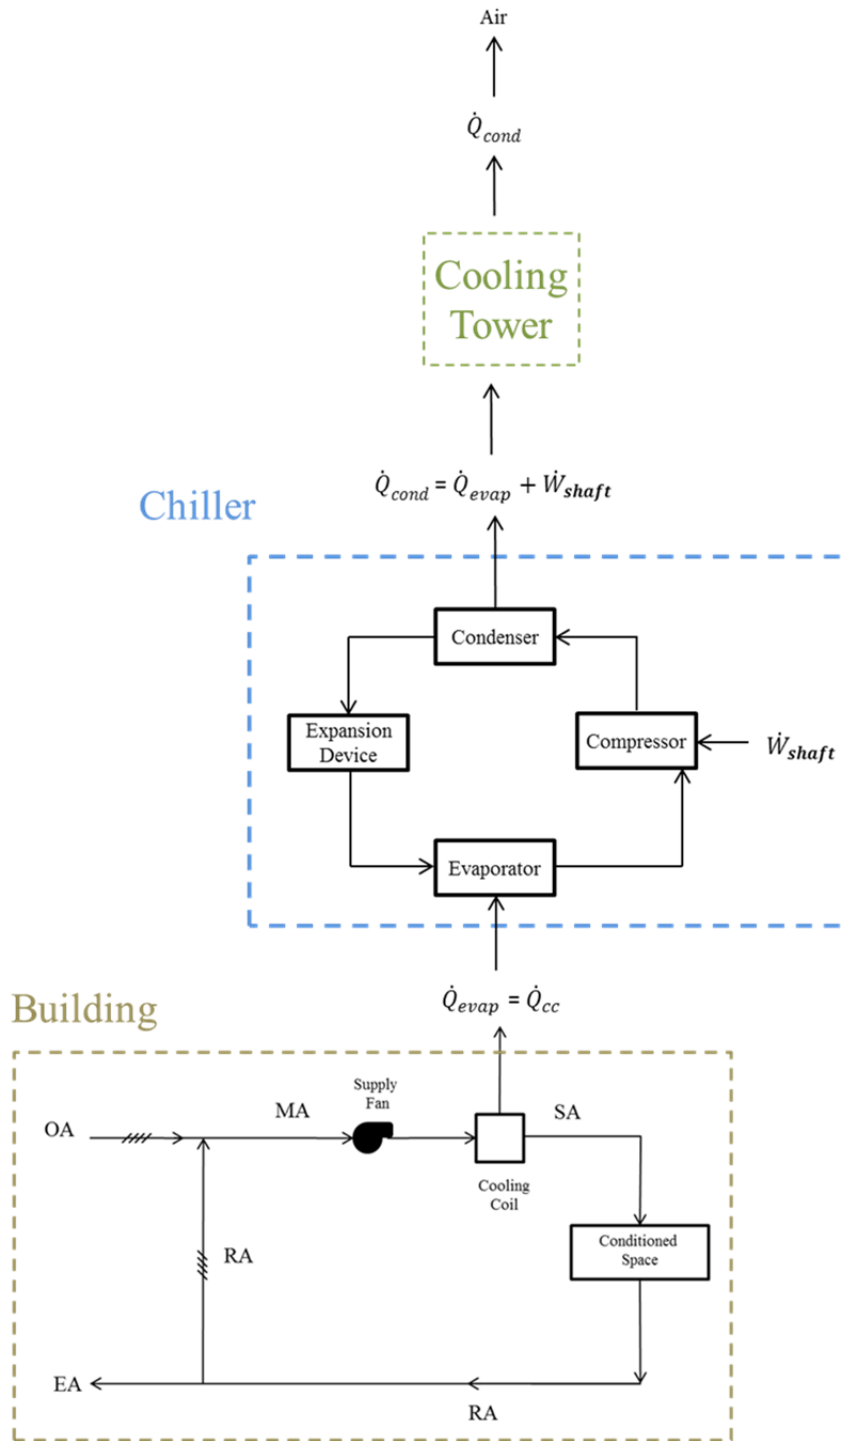 Air
Q̇cond
Cooling
Tower
Q̇cond = Q̇evap + Ẇshaft
Chiller
Condenser
Expansion
Device
Compressor
Ẇshaft
Evaporator
Q̇evap = Q̇cc
Building
Supply
Fan
OA
MA
SA
Cooling
Coil
Conditioned
Space
RA
EA
RA